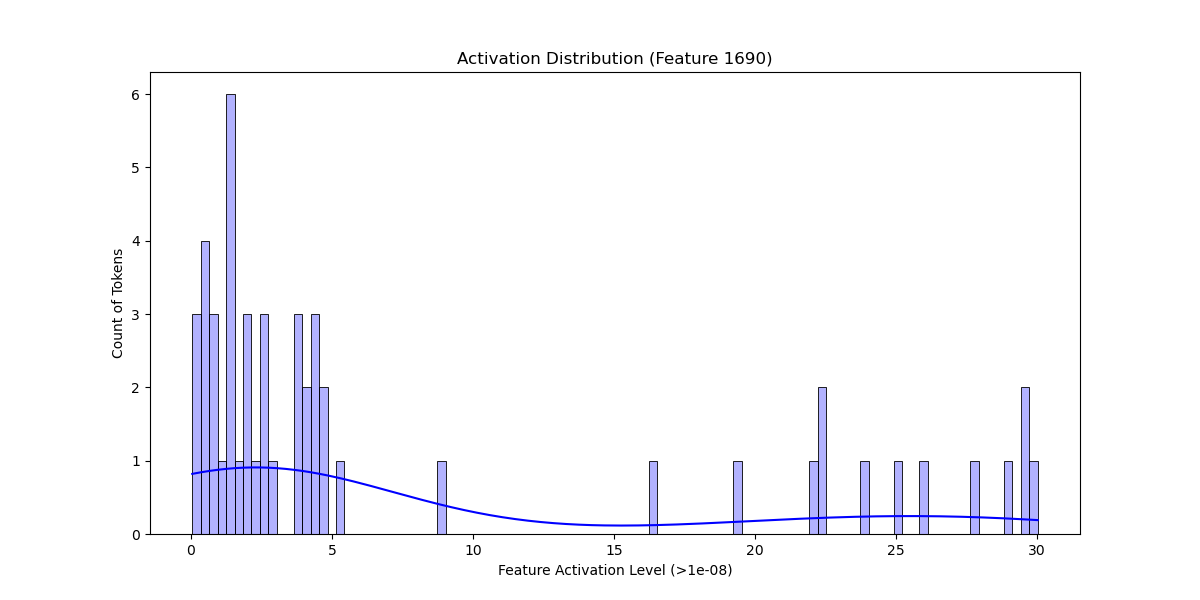 Activation Distribution (Feature 1690)
Count of Tokens
6
5
4
3
2
1
0
0 5 10 15 20 25 30
Feature Activation Level (>1e-08)